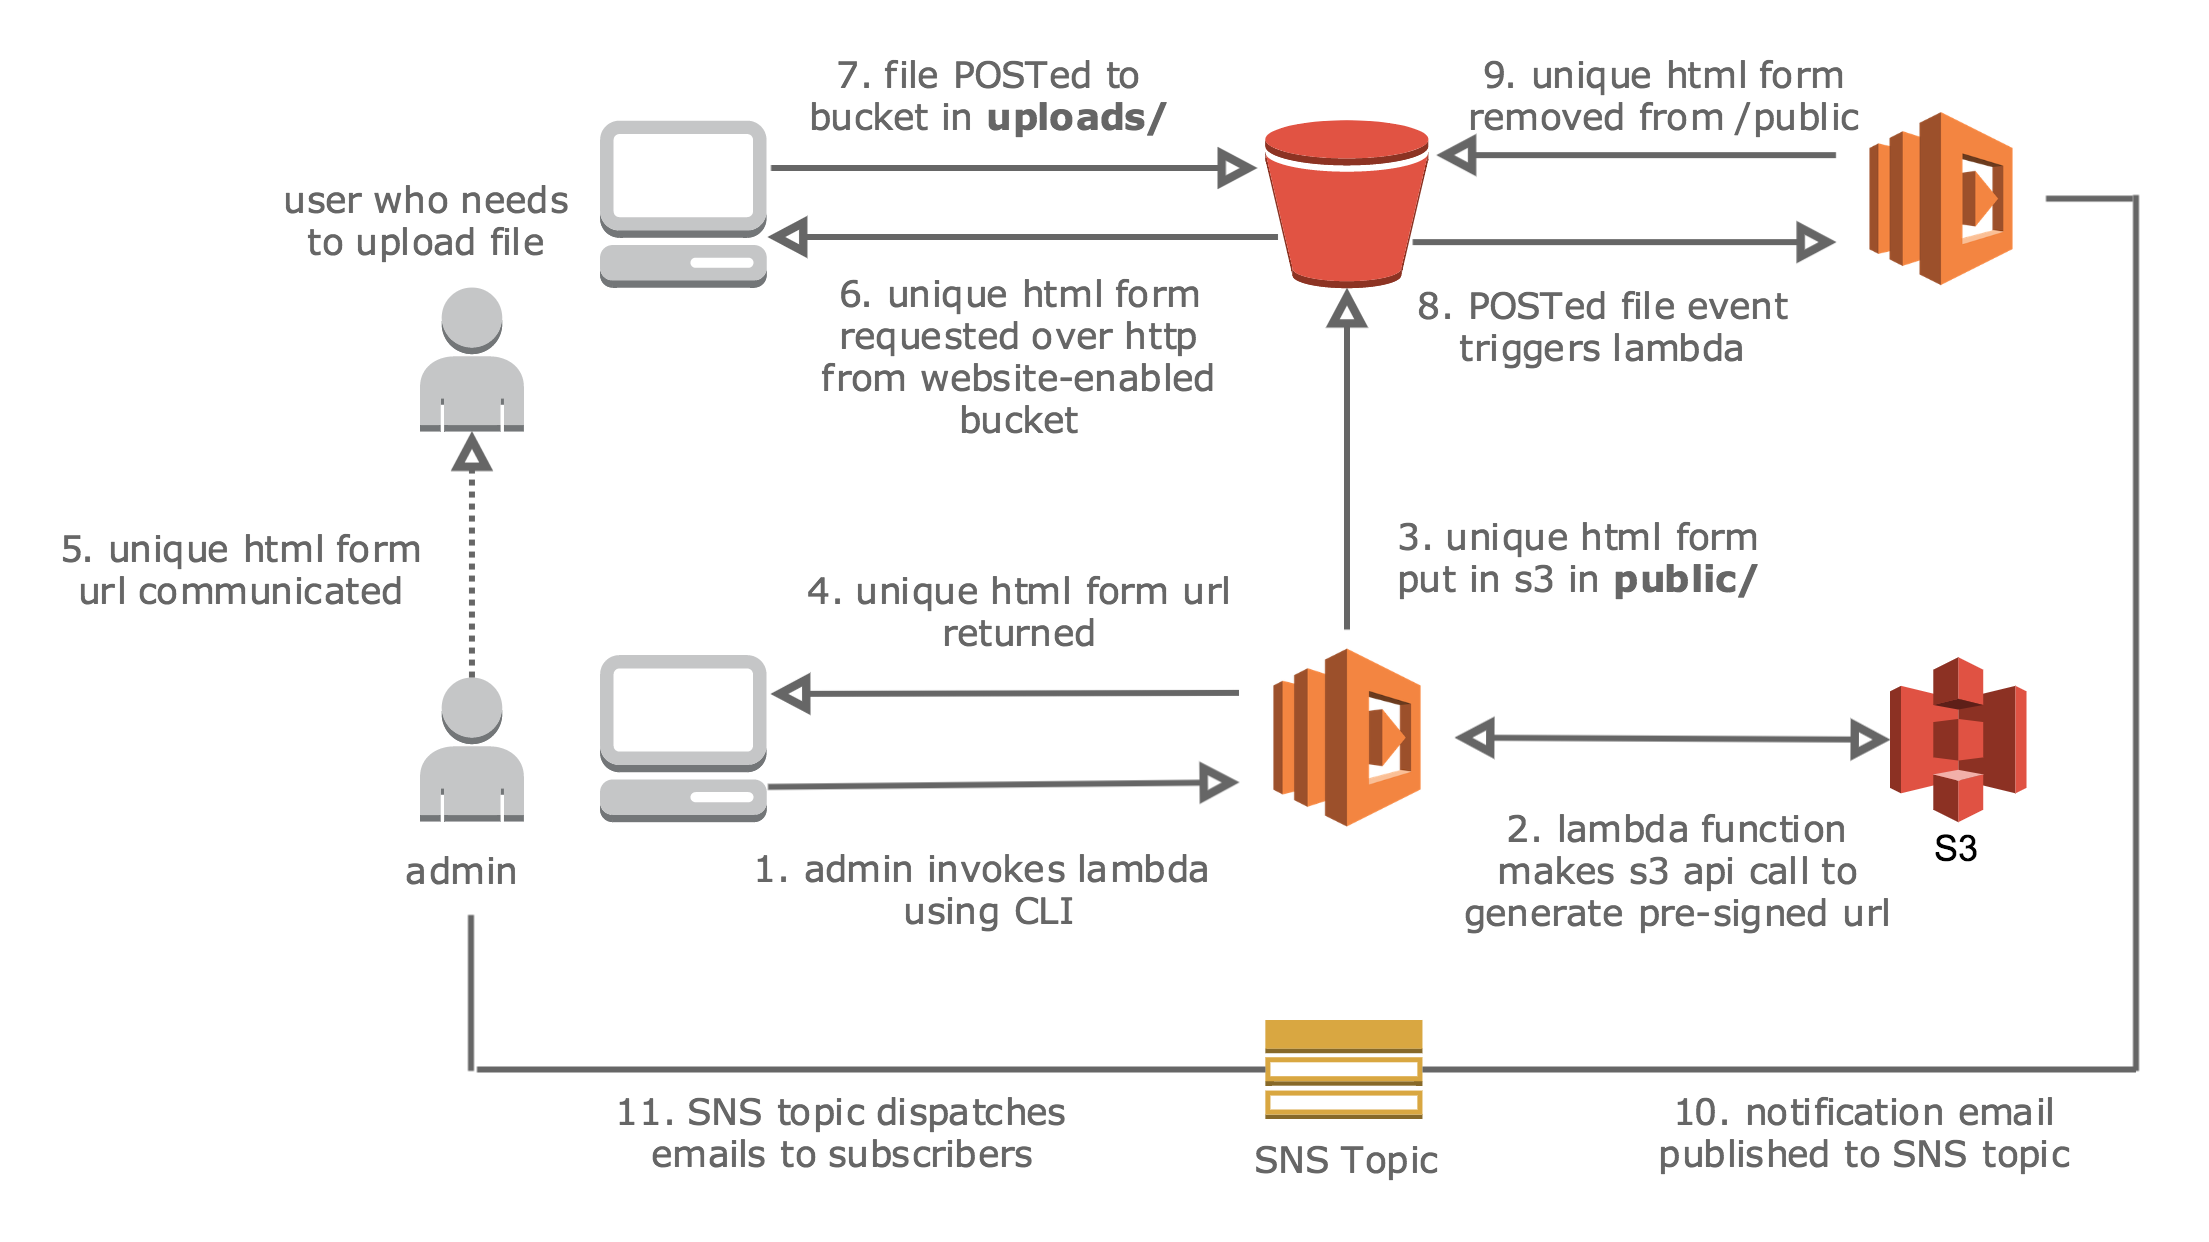 7. file POSTed to
bucket in uploads/
9. unique html form
removed from /public
user who needs
to upload file
6. unique html form
requested over http
from website-enabled
bucket
8. POSTed file event
triggers lambda
5. unique html form
url communicated
3. unique html form
put in s3 in public/
4. unique html form url
returned
admin
1. admin invokes lambda
using CLI
2. lambda function
makes s3 api call to
generate pre-signed url
S3
11. SNS topic dispatches
emails to subscribers
SNS Topic
10. notification email
published to SNS topic